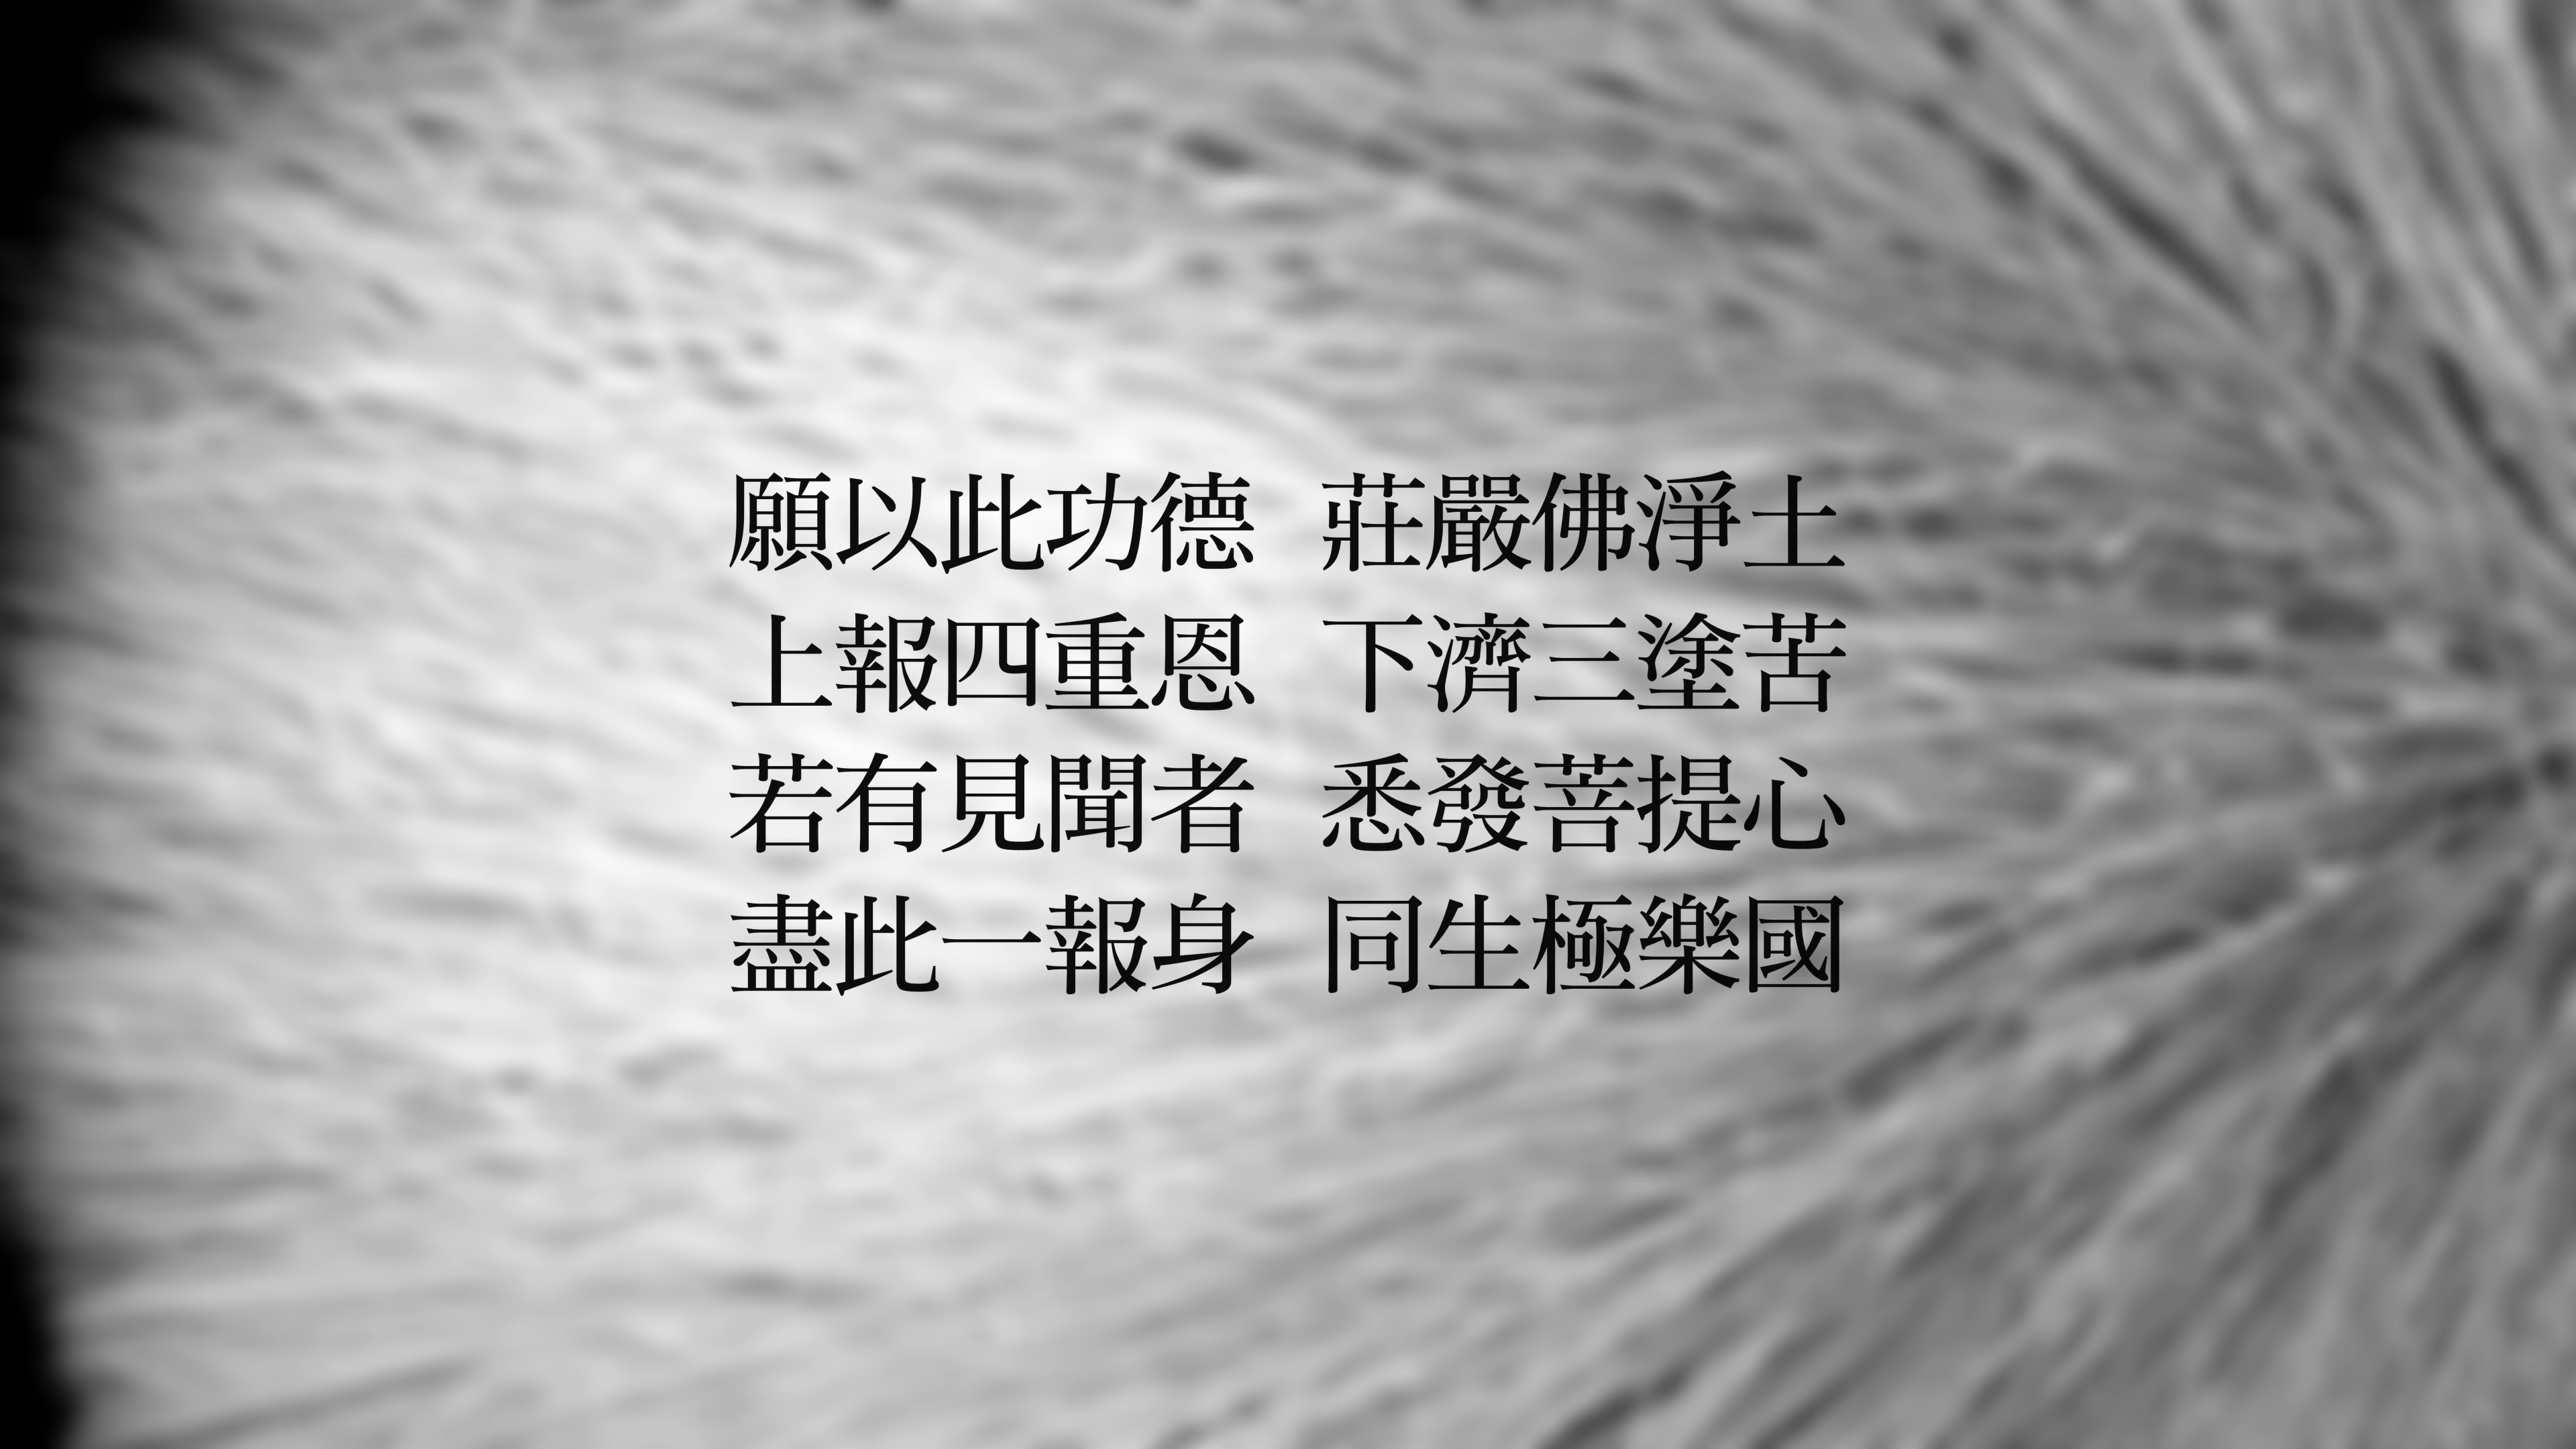 願以此功德 莊嚴佛淨土
上報四重恩 下濟三塗苦
若有見聞者 悉發菩提心
盡此一報身 同生極樂國